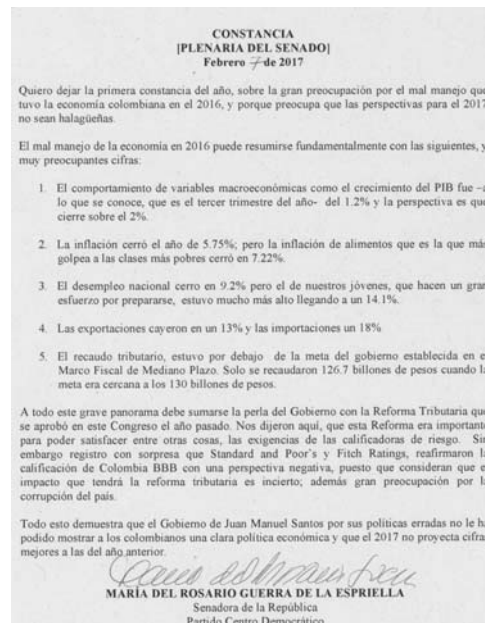 CONSTANCIA
[PLENARIA DEL SENADO]
Febrero 7 de 2017
Quiero dejar la primera constancia del año, sobre la gran preocupación por el mal manejo que
tuvo la economía colombiana en el 2016, y porque preocupa que las perspectivas para el 2017
no sean halagüeñas.
El mal manejo de la economía en 2016 puede resumirse fundamentalmente con las siguientes, y
muy preocupantes cifras:
1. El comportamiento de variables macroeconómicas como el crecimiento del PIB fue –a
lo que se conoce, que es el tercer trimestre del año- del 1.2% y la perspectiva es que
cierre sobre el 2%.
2. La inflación cerró el año de 5.75%; pero la inflación de alimentos que es la que más
golpea a las clases más pobres cerró en 7.22%.
3. El desempleo nacional cerro en 9.2% pero el de nuestros jóvenes, que hacen un gran
esfuerzo por prepararse, estuvo mucho más alto llegando a un 14.1%.
4. Las exportaciones cayeron en un 13% y las importaciones un 18%
5. El recaudo tributario, estuvo por debajo de la meta del gobierno establecida en e
Marco Fiscal de Mediano Plazo. Solo se recaudaron 126.7 billones de pesos cuando l
meta era cercana a los 130 billones de pesos.
A todo este grave panorama debe sumarse la perla del Gobierno con la Reforma Tributaria que
se aprobó en este Congreso el año pasado. Nos dijeron aquí, que esta Reforma era importante
para poder satisfacer entre otras cosas, las exigencias de las calificadoras de riesgo. Sin
embargo registro con sorpresa que Standard and Poor's y Fitch Ratings, reafirmaron l
calificación de Colombia BBB con una perspectiva negativa, puesto que consideran que e
impacto que tendrá la reforma tributaria es incierto; además gran preocupación por l
corrupción del país.
Todo esto demuestra que el Gobierno de Juan Manuel Santos por sus políticas erradas no le ha
podido mostrar a los colombianos una clara política económica y que el 2017 no proyecta cifra
mejores a las del año anterior.
MARÍA DEL ROSARIO GUERRA DE LA ESPRIELLA
Senadora de la República
Partido Centro Democrático